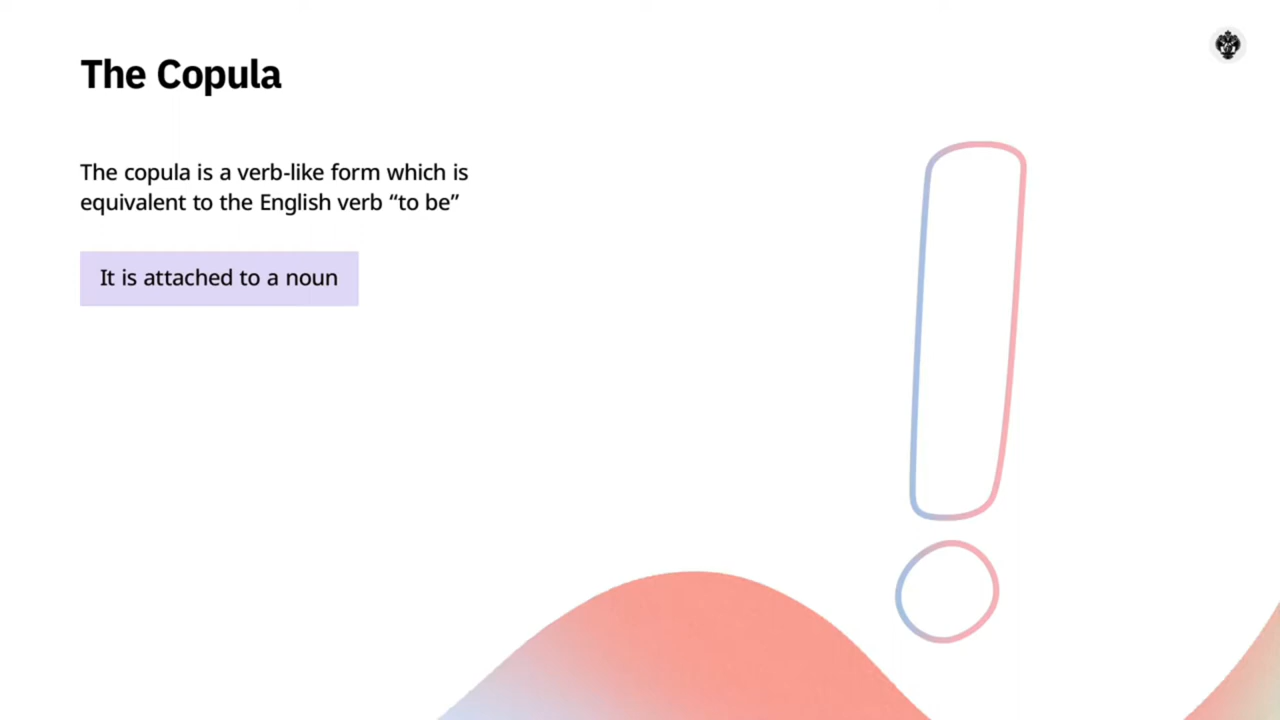 The Copula
The copula is a verb-like form which is
equivalent to the English verb “to be”
It is attached to a noun